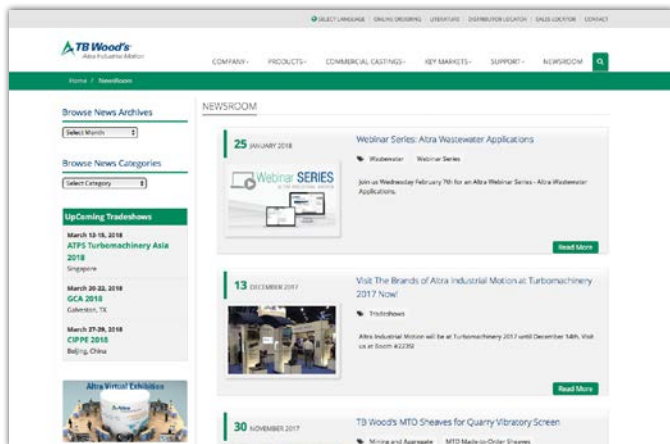 SELECT LANGUAGE | ONLINE ORDERING | LITERATURE | DISTRIBUTOR LOCATOR | SALES LOCATOR | CONTACT
TB Wood's
Altra Industrial Motion
COMPANY PRODUCTS COMMERCIAL CASTINGS KEY MARKETS SUPPORT NEWSROOM
Home / NewsRoom
Browse News Archives
Select Month
Browse News Categories
Select Category
UpComing Tradeshows
March 13-15, 2018
ATPS Turbomachinery Asia
2018
Singapore
March 20-22, 2018
GCA 2018
Galveston, TX
March 27-29, 2018
CIPPE 2018
Beijing, China
Altra Virtual Exhibition
Altra
NEWSROOM
25 JANUARY 2018
Webinar SERIES
Webinar Series: Altra Wastewater Applications
Wastewater Webinar Series
Join us Wednesday February 7th for an Altra Webinar Series - Altra Wastewater
Applications.
Read More
13 DECEMBER 2017
Visit The Brands of Altra Industrial Motion at Turbomachinery
2017 Now!
Tradeshows
Altra Industrial Motion will be at Turbomachinery 2017 until December 14th. Visit
us at Booth #2235!
Read More
30 NOVEMBER 2017
TB Wood's MTO Sheaves for Quarry Vibratory Screen
Mining and Aggregate MTO Made-to-Order Sheaves